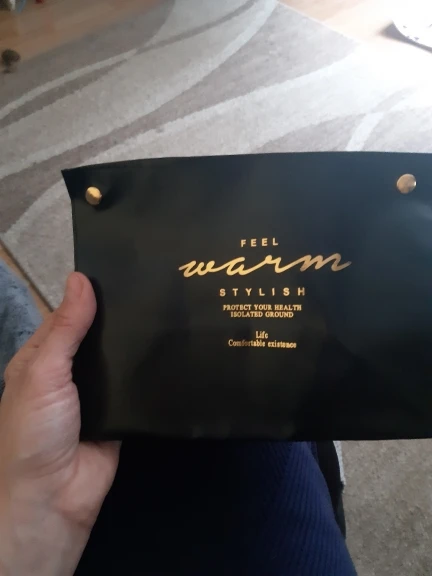 FEEL
warm
STYLISH
PROTECT YOUR HEALTH
ISOLATED GROUND
Life
Comfortable existence